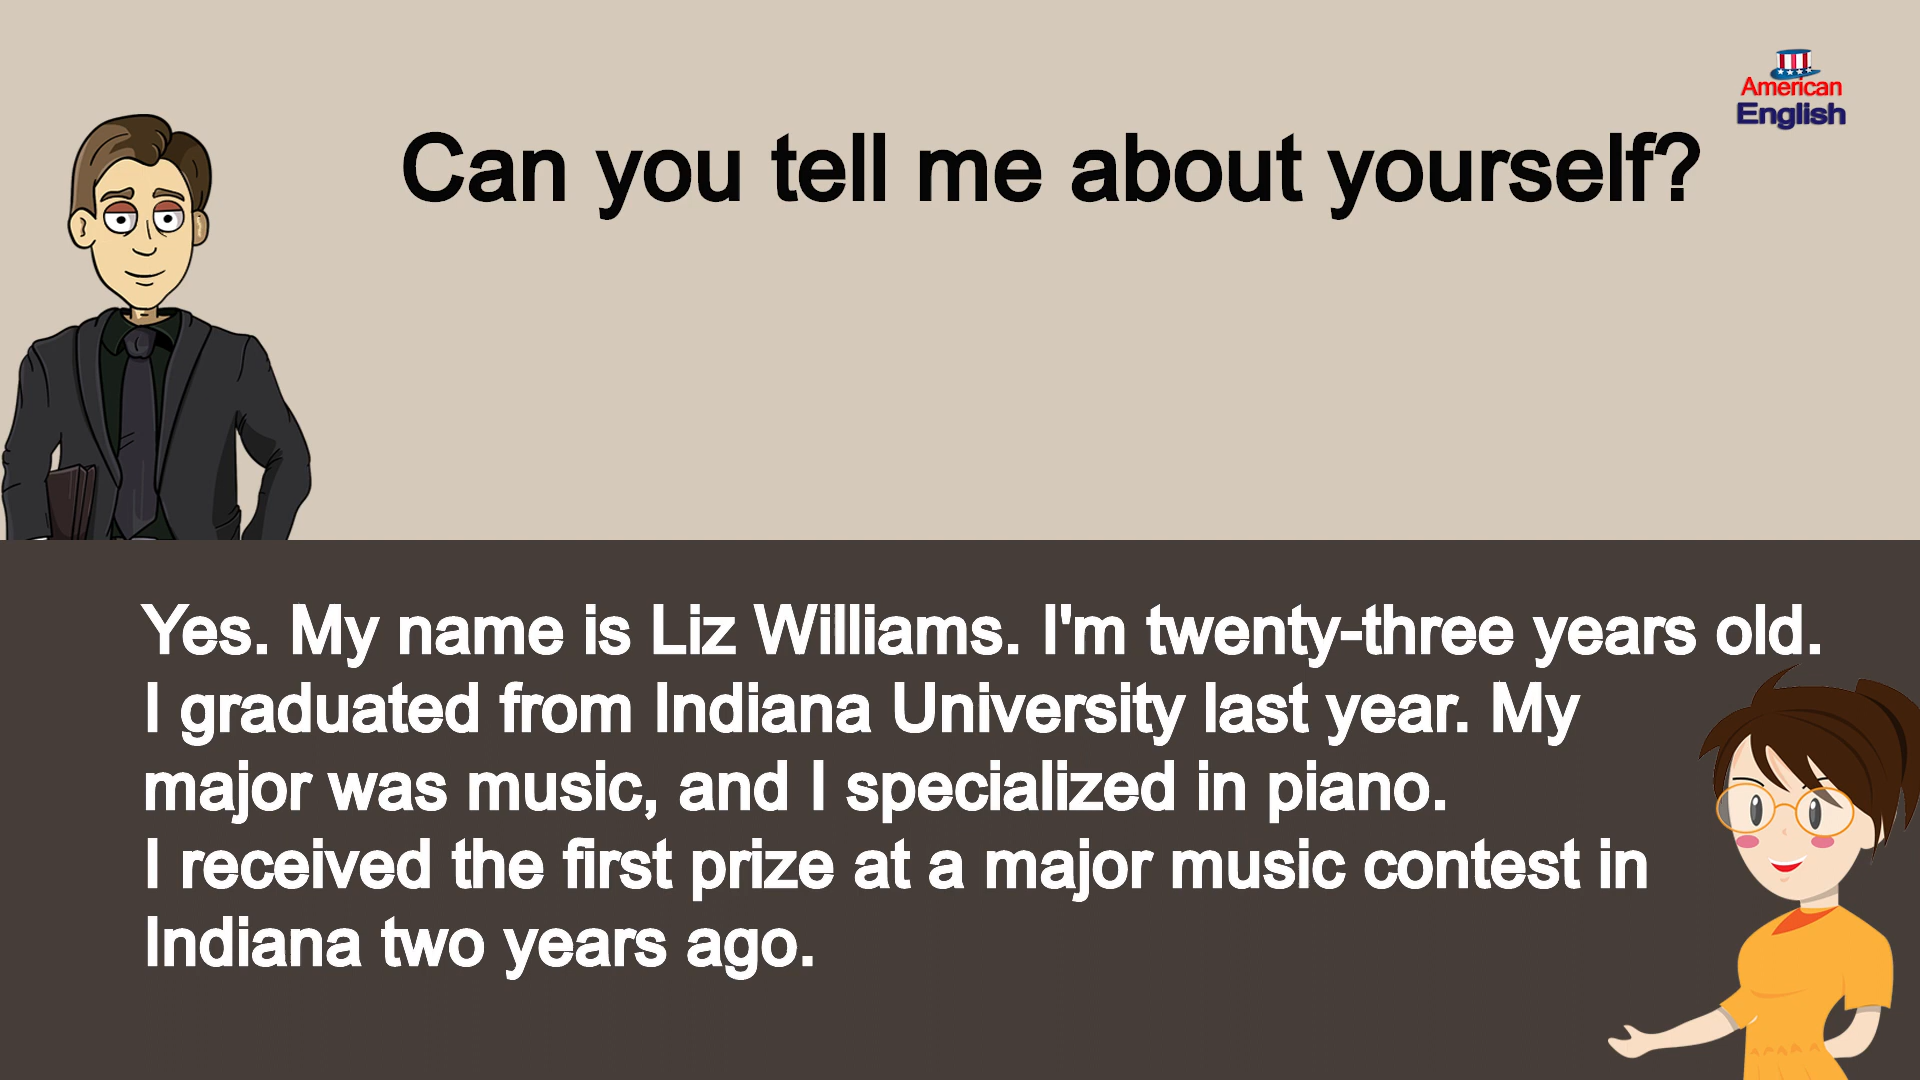 American
English
Can you tell me about yourself?
Yes. My name is Liz Williams. I'm twenty-three years old.
I graduated from Indiana University last year. My
major was music, and I specialized in piano.
I received the first prize at a major music contest in
Indiana two years ago.